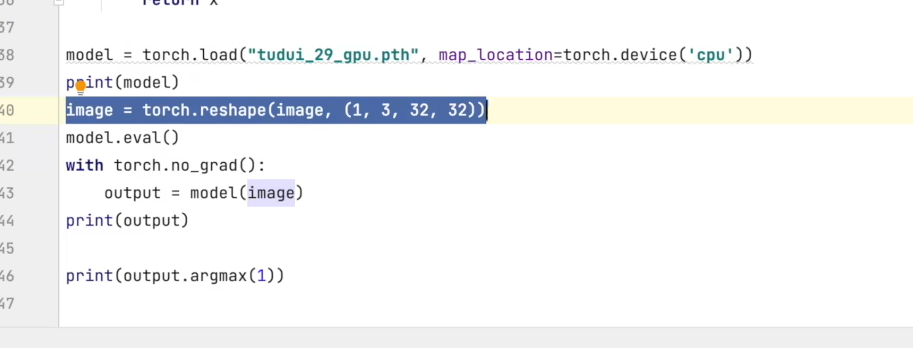 return x
37
38 model = torch.load("tudui_29_gpu.pth", map_location=torch.device('cpu'))
39 print(model)
40 image = torch.reshape(image, (1, 3, 32, 32))
41 model.eval()
42 with torch.no_grad():
43 output = model(image)
44 print(output)
45
46 print(output.argmax(1))
47